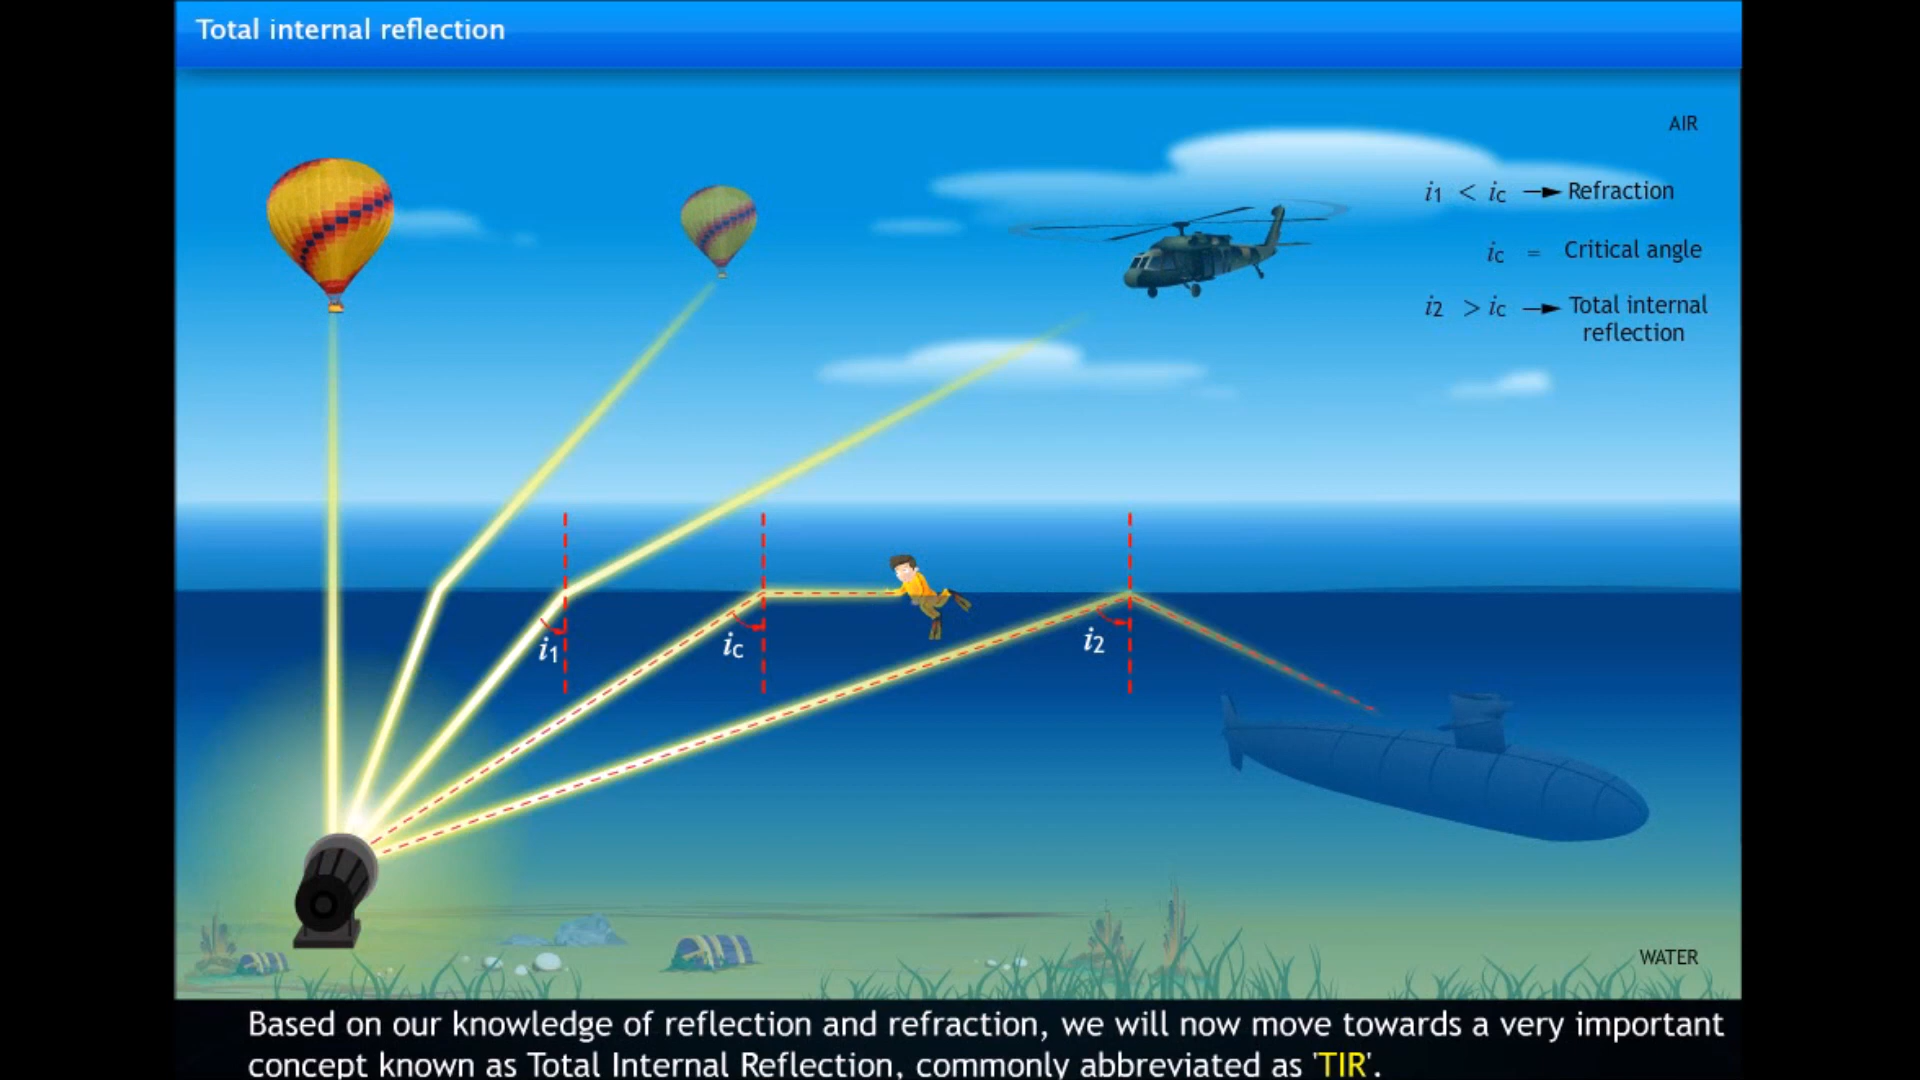 Total internal reflection
AIR
i1 < ic → Refraction
ic = Critical angle
i2 > ic → Total internal
reflection
i1
ic
i2
WATER
Based on our knowledge of reflection and refraction, we will now move towards a very important
concept known as Total Internal Reflection, commonly abbreviated as 'TIR'.